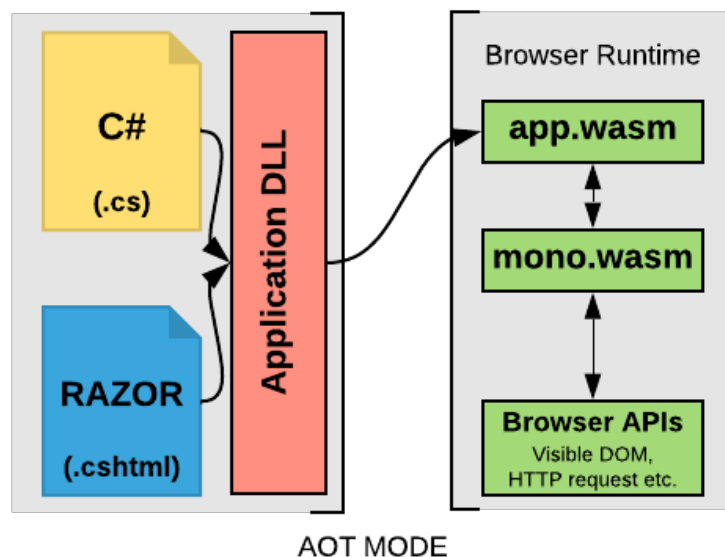 C#
(.cs)
RAZOR
(.cshtml)
Application DLL
Browser Runtime
app.wasm
mono.wasm
Browser APIs
Visible DOM,
HTTP request etc.
AOT MODE